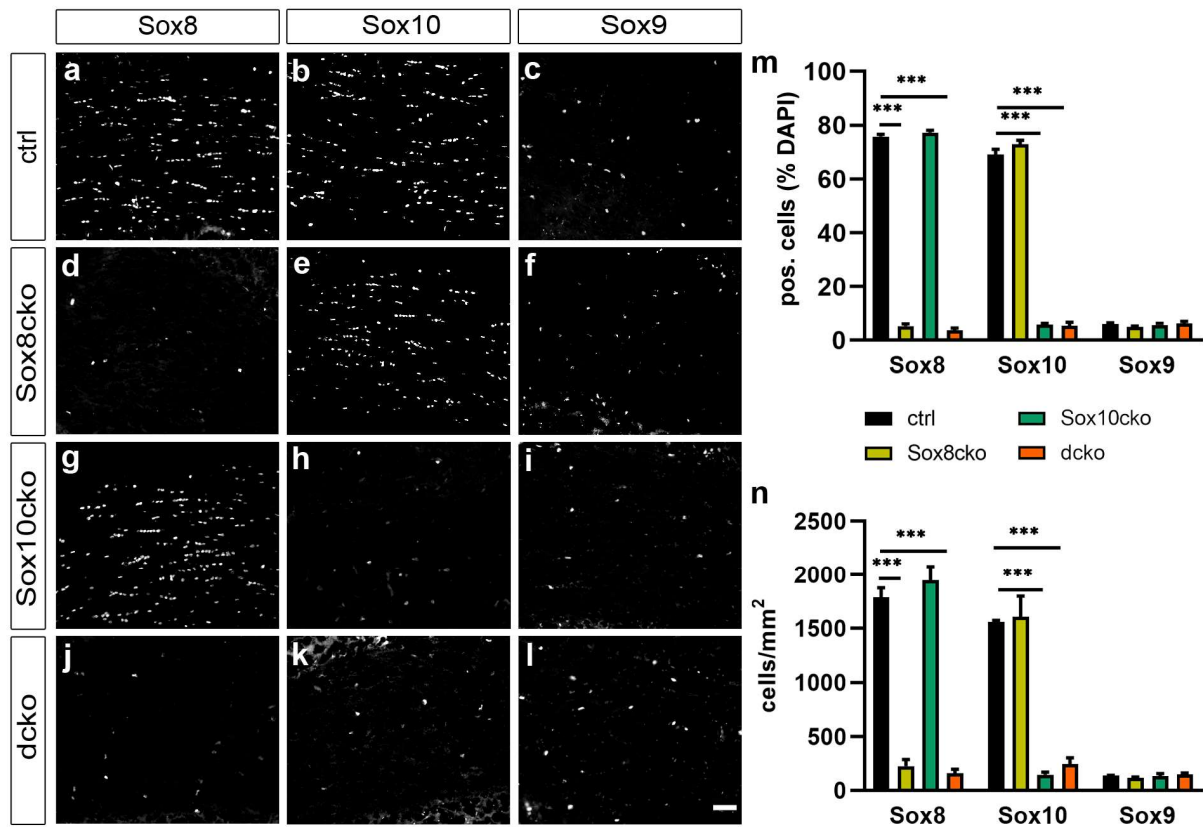 Sox8 Sox10 Sox9
ctrl
a b c
Sox8cko
d e f
Sox10cko
g h i
dcko
j k l
m
pos. cells (% DAPI)
100
80
60
40
20
0
*** ***
*** ***
Sox8 Sox10 Sox9
ctrl Sox10cko
Sox8cko dcko
n
cells/mm²
2500
2000
1500
1000
500
0
*** ***
*** ***
Sox8 Sox10 Sox9